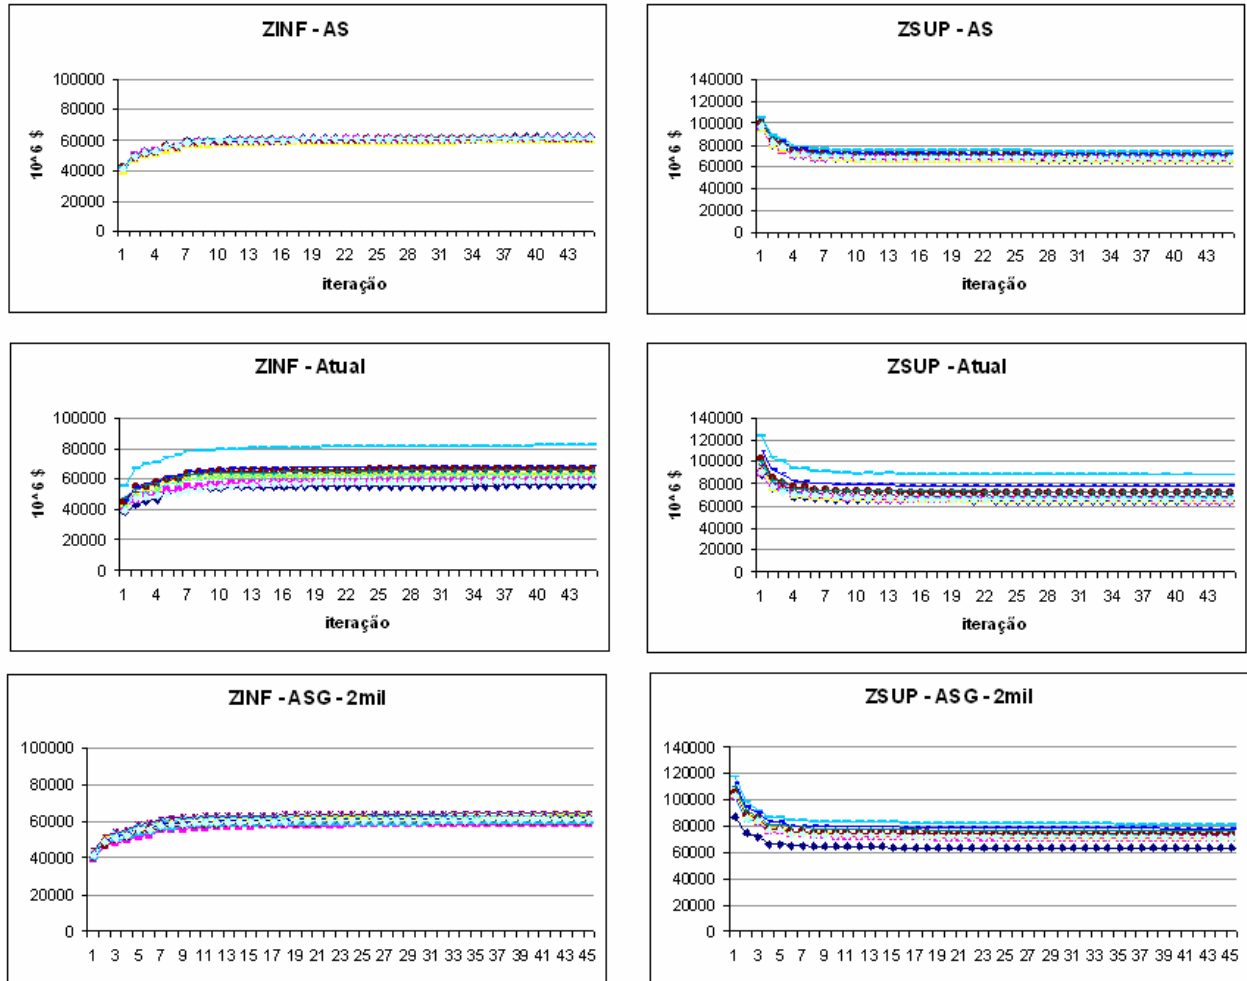 ZINF - AS
100000
80000
60000
40000
20000
0
10^6 $
1 4 7 10 13 16 19 22 25 28 31 34 37 40 43
iteração
ZSUP - AS
140000
120000
100000
80000
60000
40000
20000
0
10^6 $
1 4 7 10 13 16 19 22 25 28 31 34 37 40 43
iteração
ZINF - Atual
100000
80000
60000
40000
20000
0
10^6 $
1 4 7 10 13 16 19 22 25 28 31 34 37 40 43
iteração
ZSUP - Atual
140000
120000
100000
80000
60000
40000
20000
0
10^6 $
1 4 7 10 13 16 19 22 25 28 31 34 37 40 43
iteração
ZINF - ASG - 2mil
100000
80000
60000
40000
20000
0
1 3 5 7 9 11 13 15 17 19 21 23 25 27 29 31 33 35 37 39 41 43 45
ZSUP - ASG - 2mil
140000
120000
100000
80000
60000
40000
20000
0
1 3 5 7 9 11 13 15 17 19 21 23 25 27 29 31 33 35 37 39 41 43 45